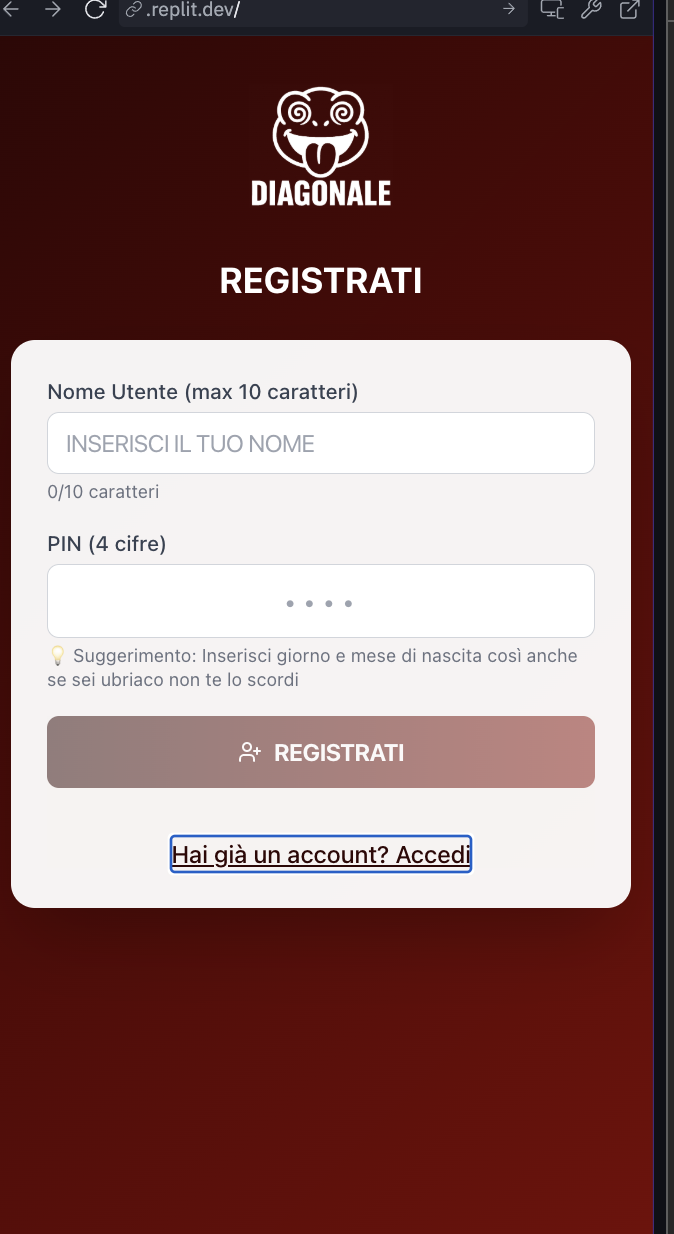 .replit.dev/
DIAGONALE
REGISTRATI
Nome Utente (max 10 caratteri)
INSERISCI IL TUO NOME
0/10 caratteri
PIN (4 cifre)
• • • •
💡 Suggerimento: Inserisci giorno e mese di nascita così anche
se sei ubriaco non te lo scordi
REGISTRATI
Hai già un account? Accedi